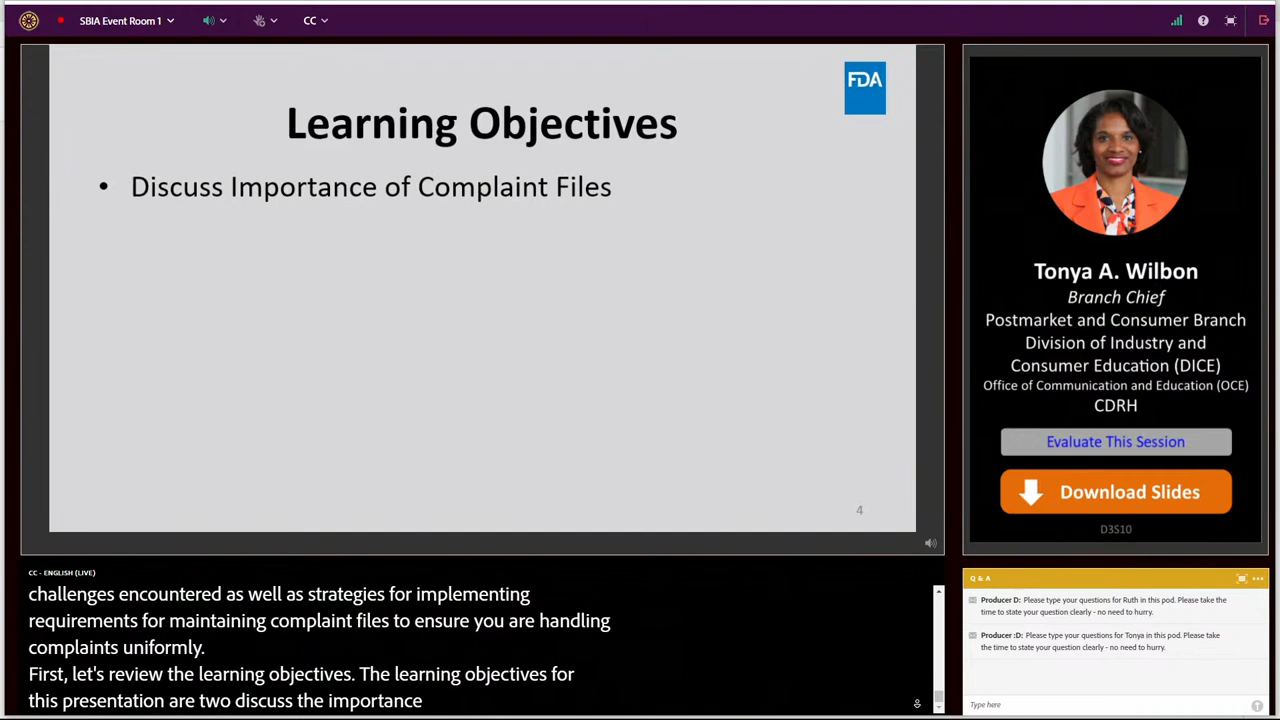 SBIA Event Room 1
CC
FDA
Learning Objectives
• Discuss Importance of Complaint Files
4
Tonya A. Wilbon
Branch Chief
Postmarket and Consumer Branch
Division of Industry and
Consumer Education (DICE)
Office of Communication and Education (OCE)
CDRH
Evaluate This Session
Download Slides
D3S10
CC - ENGLISH (LIVE)
challenges encountered as well as strategies for implementing
requirements for maintaining complaint files to ensure you are handling
complaints uniformly.
First, let's review the learning objectives. The learning objectives for
this presentation are two discuss the importance
Q & A
Producer D: Please type your questions for Ruth in this pod. Please take the
time to state your question clearly - no need to hurry.
Producer :D: Please type your questions for Tonya in this pod. Please take
the time to state your question clearly - no need to hurry.
Type here